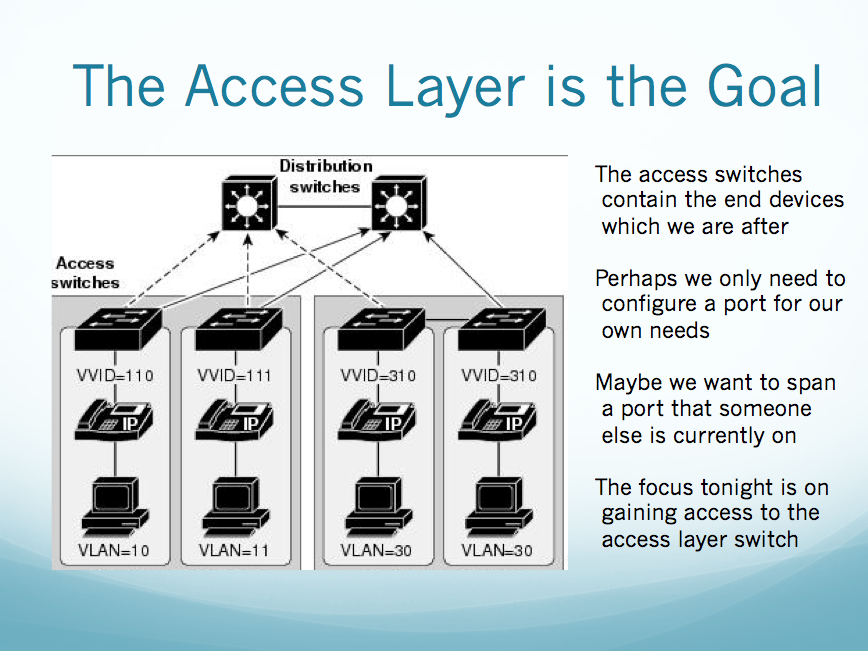 The Access Layer is the Goal
Distribution
switches
Access
switches
VVID=110
VVID=111
VVID=310
VVID=310
IP
IP
IP
IP
VLAN=10
VLAN=11
VLAN=30
VLAN=30
The access switches
contain the end devices
which we are after
Perhaps we only need to
configure a port for our
own needs
Maybe we want to span
a port that someone
else is currently on
The focus tonight is on
gaining access to the
access layer switch